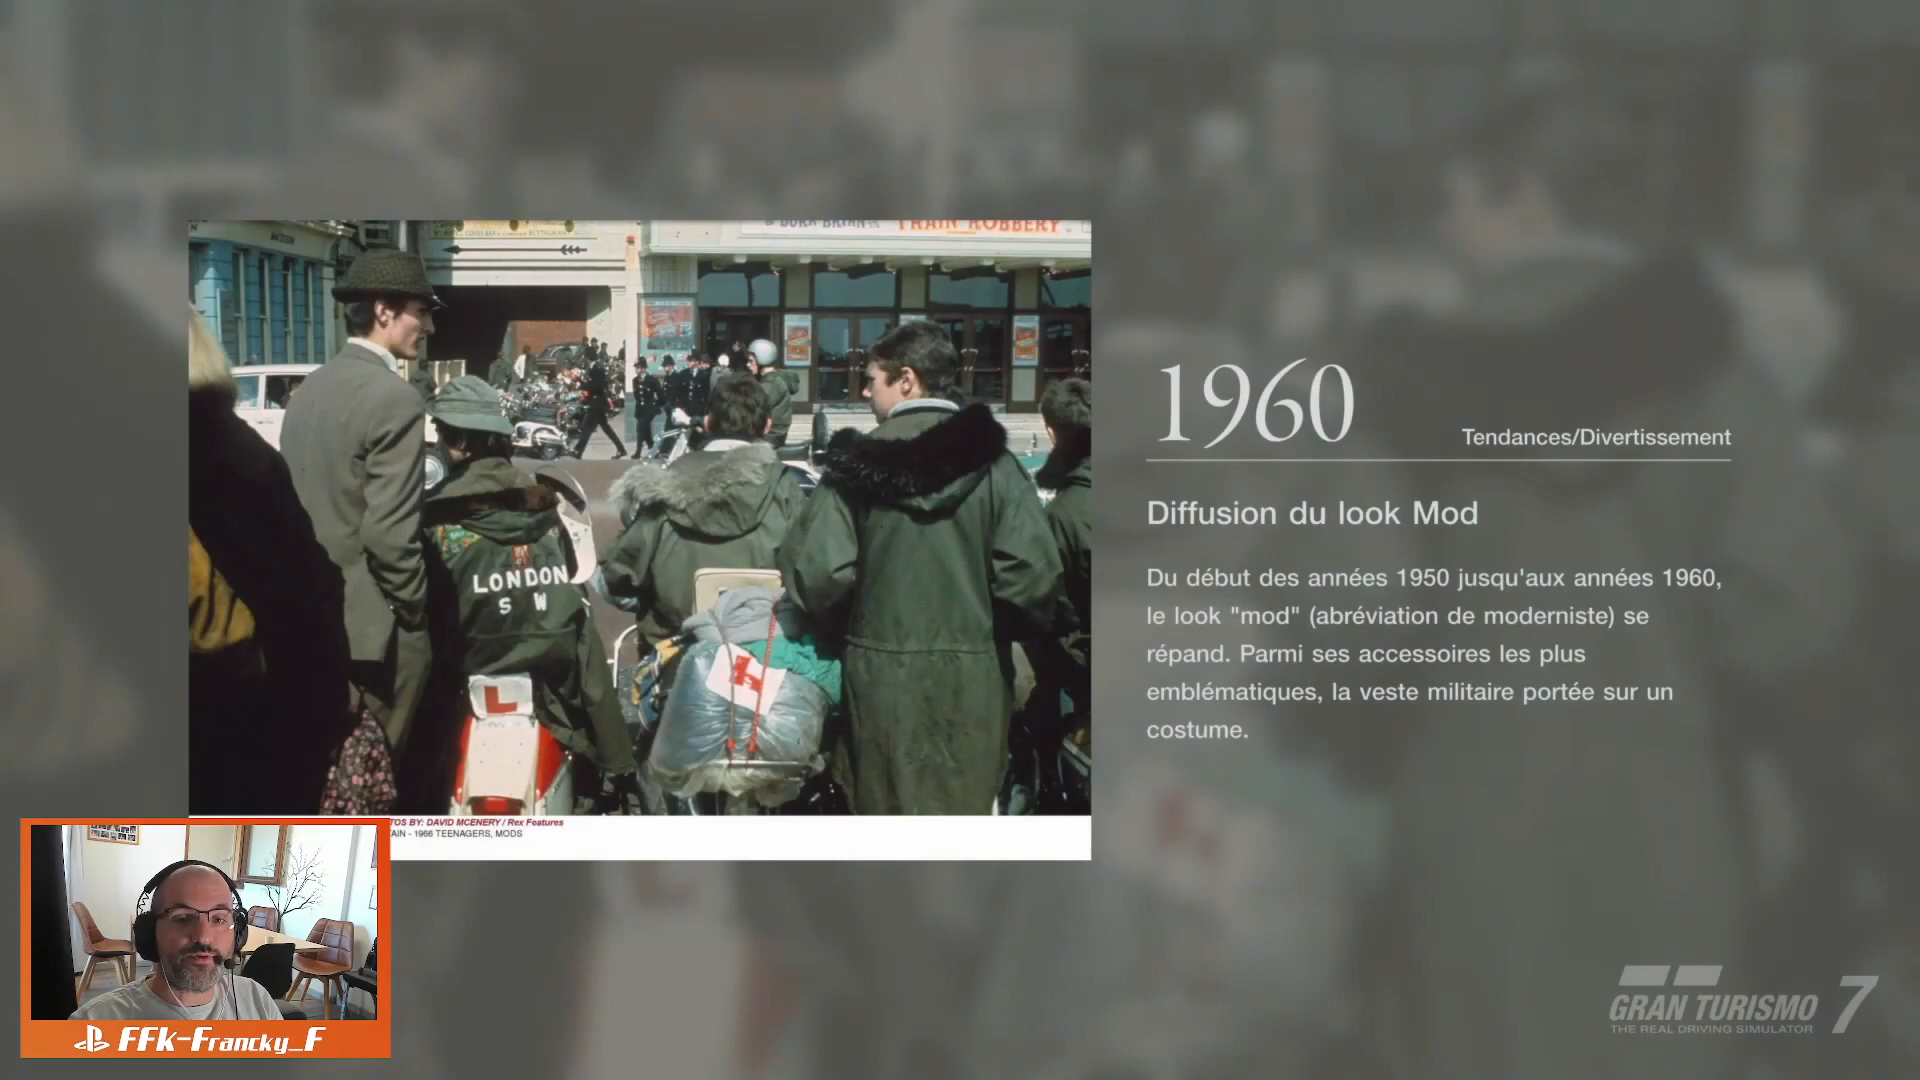 TRAIN ROBBERY
LONDON
S W
L
1960
Tendances/Divertissement
Diffusion du look Mod
Du début des années 1950 jusqu'aux années 1960,
le look "mod" (abréviation de moderniste) se
répand. Parmi ses accessoires les plus
emblématiques, la veste militaire portée sur un
costume.
BY: DAVID MCENERY / Rex Features
- 1966 TEENAGERS, MODS
FFK-Francky_F
GRAN TURISMO 7
THE REAL DRIVING SIMULATOR